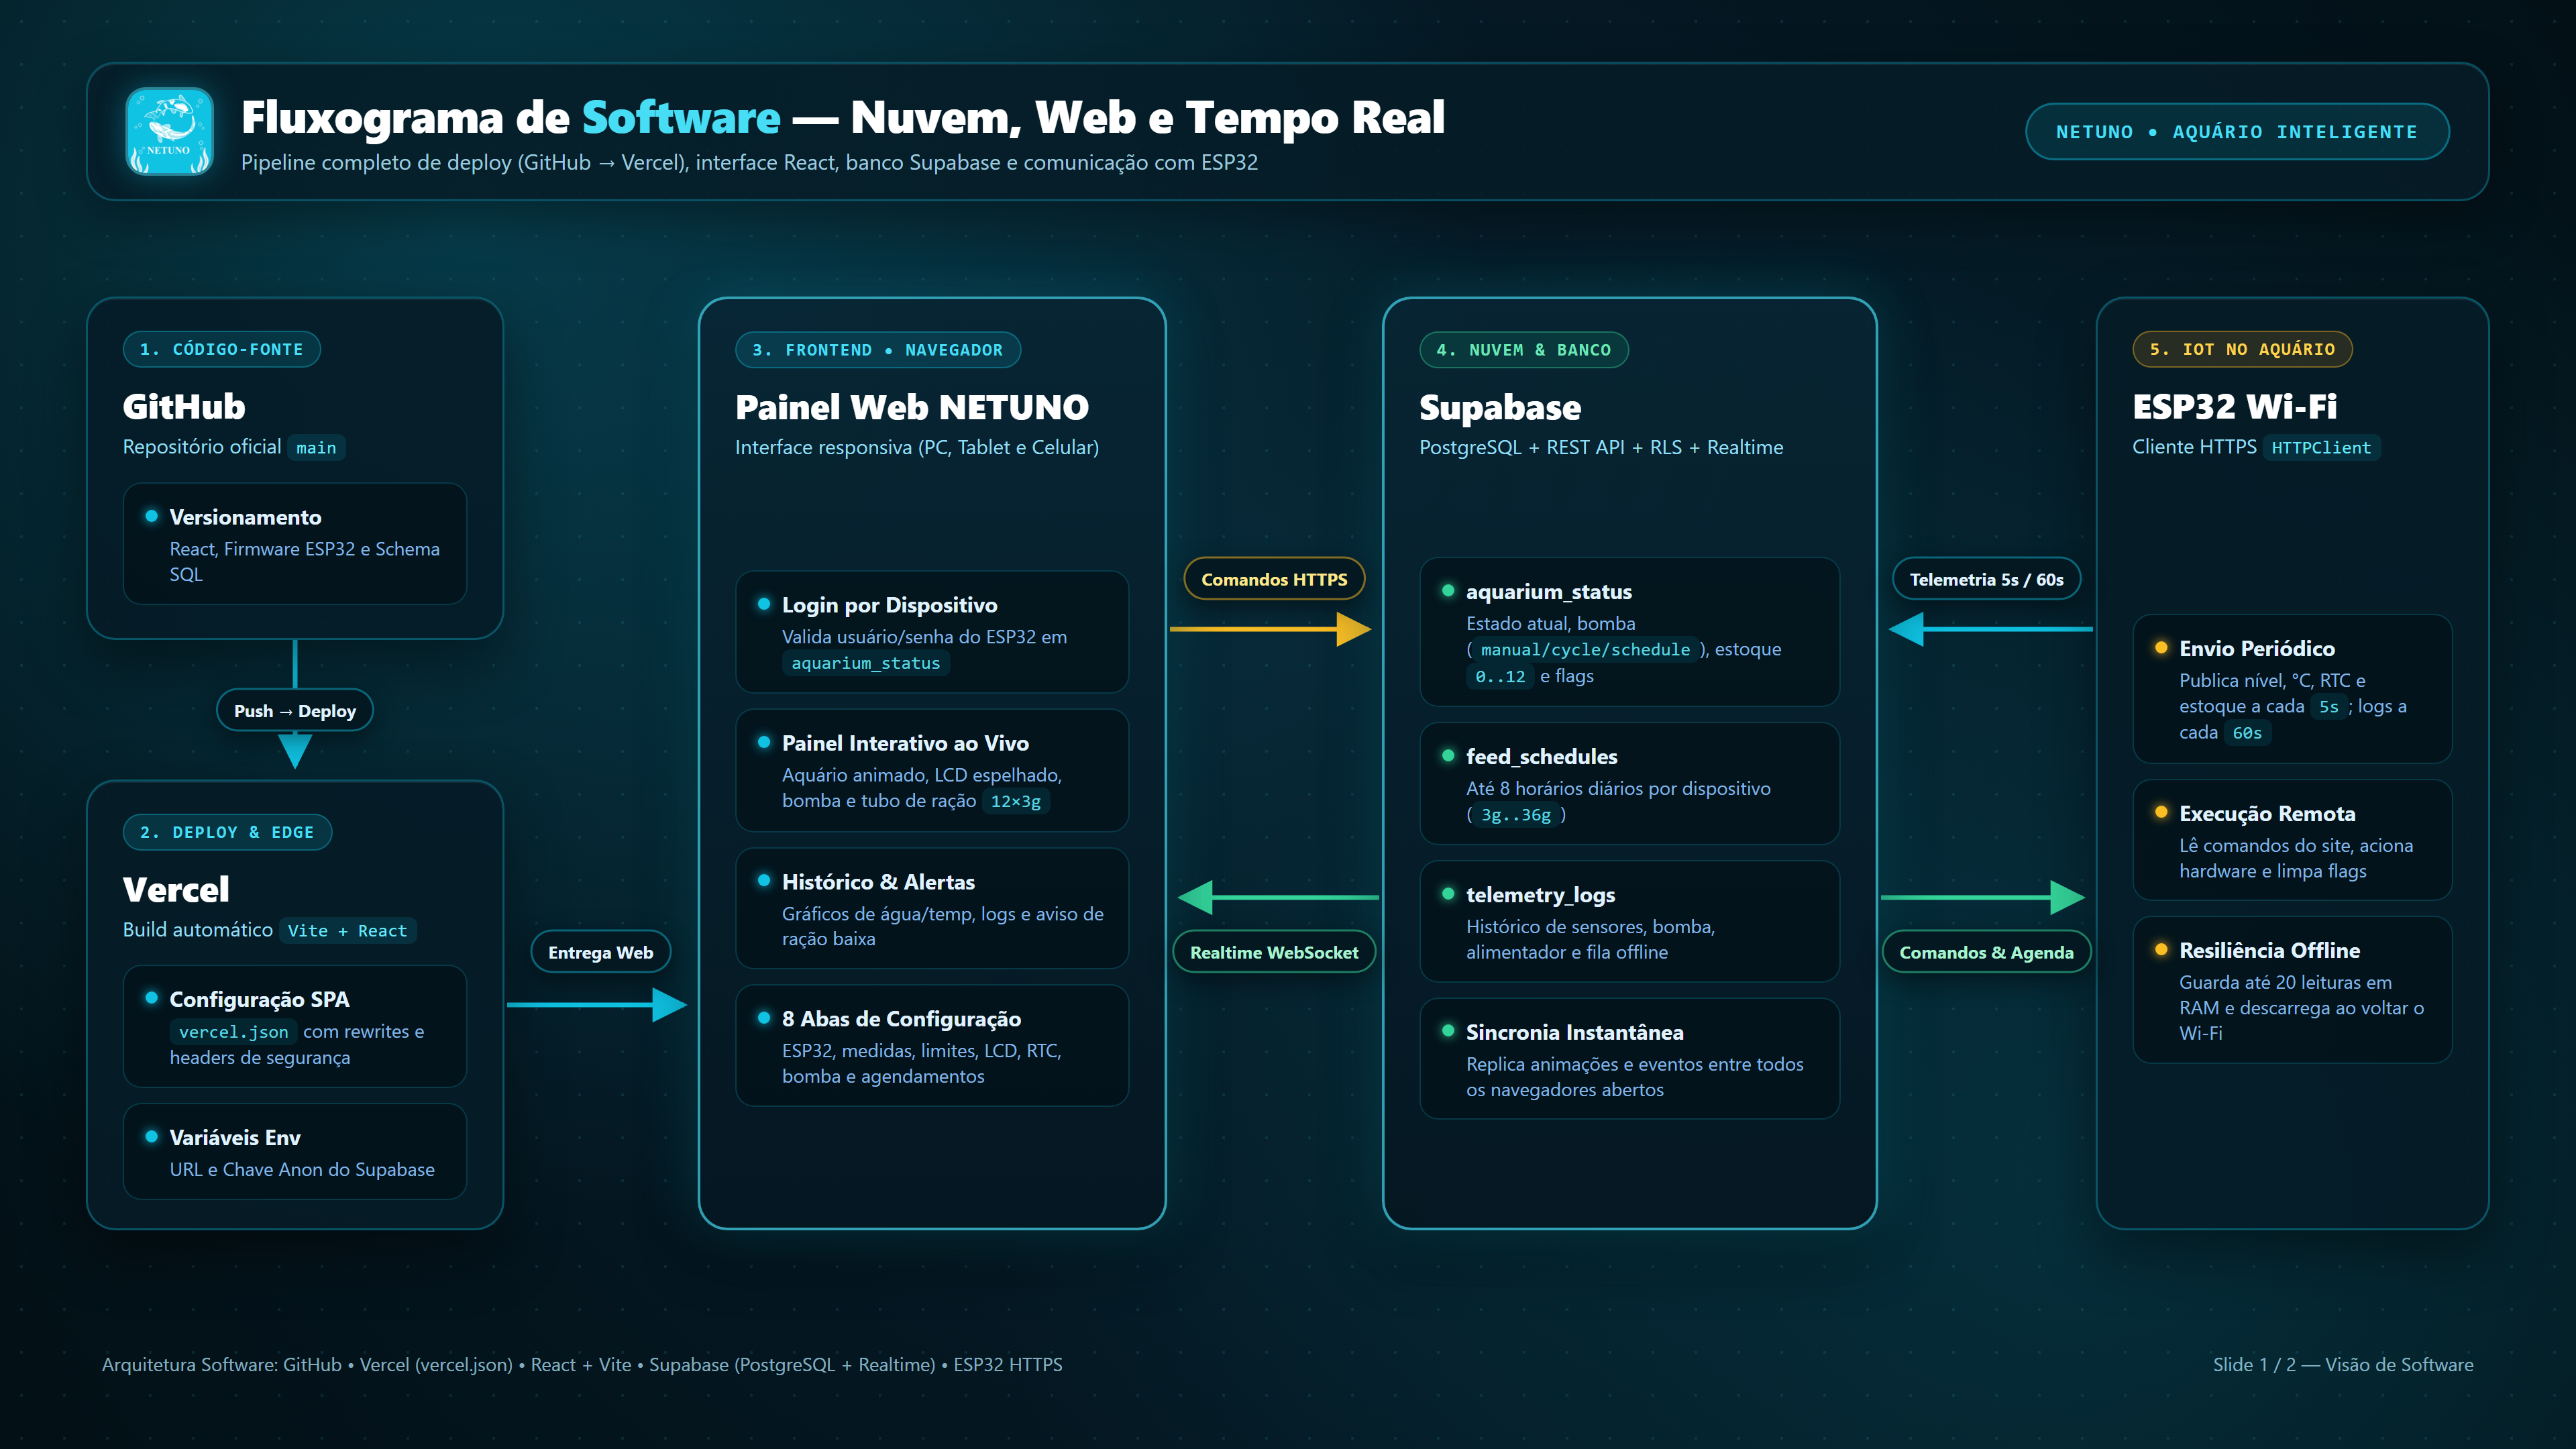 NETUNO
Fluxograma de Software — Nuvem, Web e Tempo Real
Pipeline completo de deploy (GitHub → Vercel), interface React, banco Supabase e comunicação com ESP32
NETUNO • AQUÁRIO INTELIGENTE
1. CÓDIGO-FONTE
GitHub
Repositório oficial main
Versionamento
React, Firmware ESP32 e Schema
SQL
Push → Deploy
2. DEPLOY & EDGE
Vercel
Build automático Vite + React
Configuração SPA
vercel.json com rewrites e
headers de segurança
Variáveis Env
URL e Chave Anon do Supabase
Entrega Web
3. FRONTEND • NAVEGADOR
Painel Web NETUNO
Interface responsiva (PC, Tablet e Celular)
Login por Dispositivo
Valida usuário/senha do ESP32 em
aquarium_status
Painel Interativo ao Vivo
Aquário animado, LCD espelhado,
bomba e tubo de ração 12×3g
Histórico & Alertas
Gráficos de água/temp, logs e aviso de
ração baixa
8 Abas de Configuração
ESP32, medidas, limites, LCD, RTC,
bomba e agendamentos
Comandos HTTPS
Realtime WebSocket
4. NUVEM & BANCO
Supabase
PostgreSQL + REST API + RLS + Realtime
aquarium_status
Estado atual, bomba
(manual/cycle/schedule), estoque
0..12 e flags
feed_schedules
Até 8 horários diários por dispositivo
(3g..36g)
telemetry_logs
Histórico de sensores, bomba,
alimentador e fila offline
Sincronia Instantânea
Replica animações e eventos entre todos
os navegadores abertos
Telemetria 5s / 60s
Comandos & Agenda
5. IOT NO AQUÁRIO
ESP32 Wi-Fi
Cliente HTTPS HTTPClient
Envio Periódico
Publica nível, °C, RTC e
estoque a cada 5s; logs a
cada 60s
Execução Remota
Lê comandos do site, aciona
hardware e limpa flags
Resiliência Offline
Guarda até 20 leituras em
RAM e descarrega ao voltar o
Wi-Fi
Arquitetura Software: GitHub • Vercel (vercel.json) • React + Vite • Supabase (PostgreSQL + Realtime) • ESP32 HTTPS
Slide 1 / 2 — Visão de Software